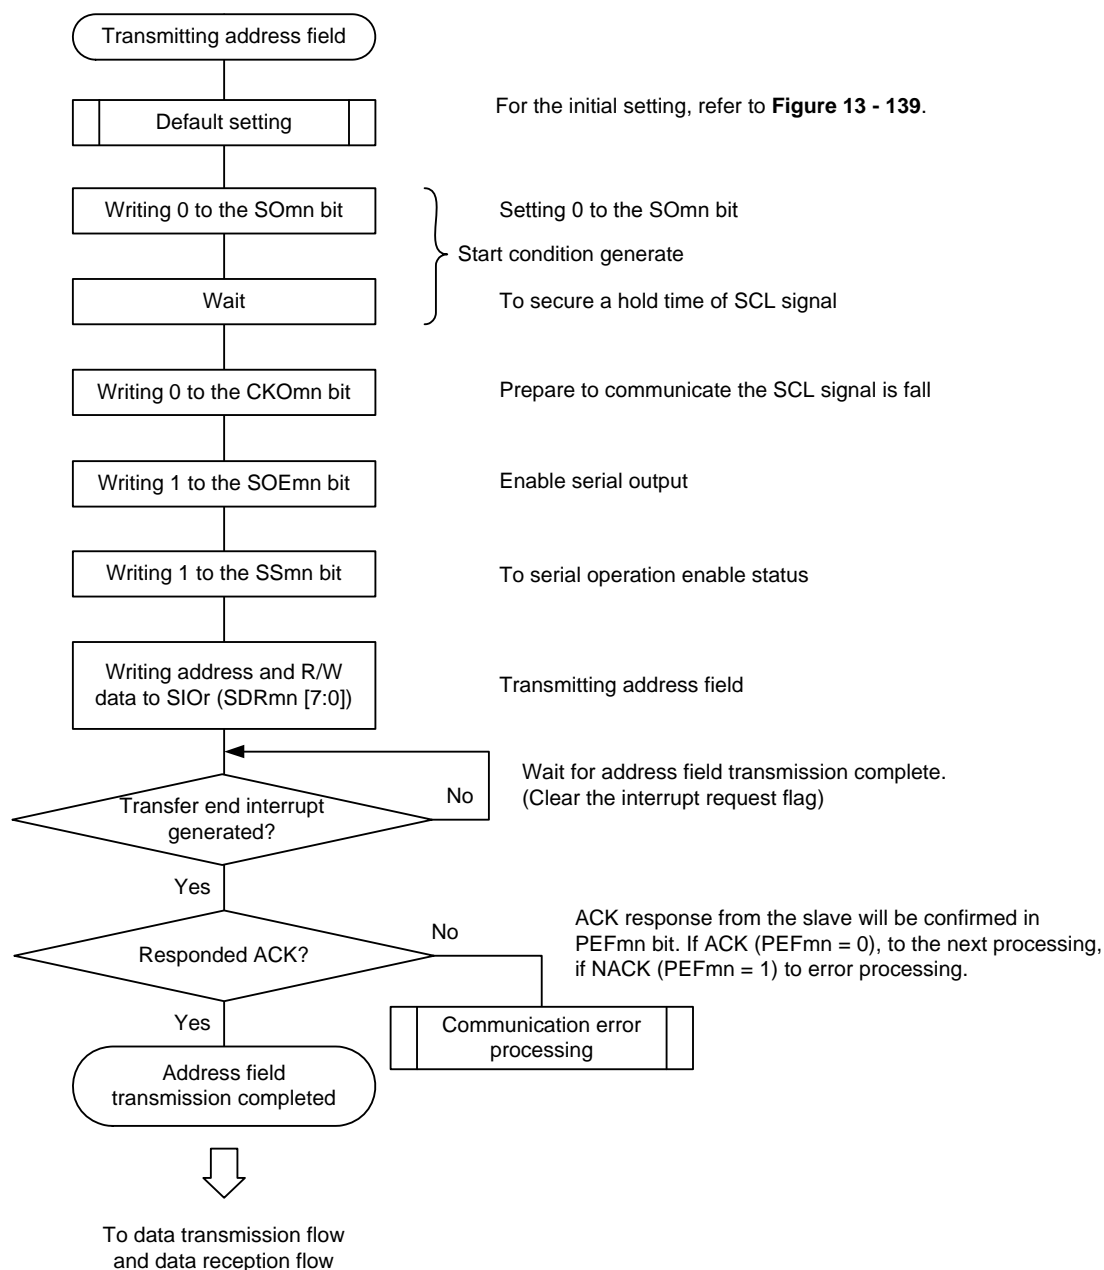 Transmitting address field
Default setting
For the initial setting, refer to Figure 13 - 139.
Writing 0 to the SOmn bit
Setting 0 to the SOmn bit
Start condition generate
Wait
To secure a hold time of SCL signal
Writing 0 to the CKOmn bit
Prepare to communicate the SCL signal is fall
Writing 1 to the SOEmn bit
Enable serial output
Writing 1 to the SSmn bit
To serial operation enable status
Writing address and R/W
data to SIOr (SDRmn [7:0])
Transmitting address field
Transfer end interrupt
generated?
No
Wait for address field transmission complete.
(Clear the interrupt request flag)
Yes
Responded ACK?
No
ACK response from the slave will be confirmed in
PEFmn bit. If ACK (PEFmn = 0), to the next processing,
if NACK (PEFmn = 1) to error processing.
Yes
Communication error
processing
Address field
transmission completed
To data transmission flow
and data reception flow